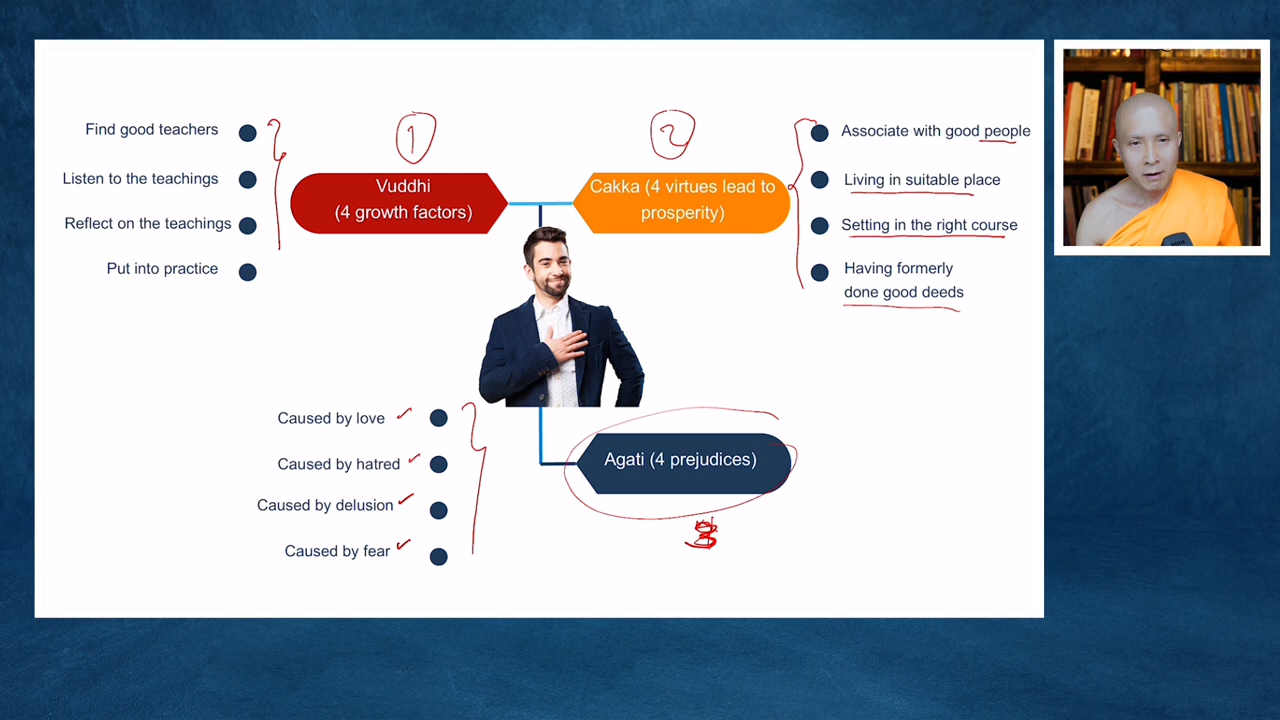 Find good teachers
Listen to the teachings
Reflect on the teachings
Put into practice
1
Vuddhi
(4 growth factors)
2
Cakka (4 virtues lead to
prosperity)
Associate with good people
Living in suitable place
Setting in the right course
Having formerly
done good deeds
Caused by love
Caused by hatred
Caused by delusion
Caused by fear
Agati (4 prejudices)